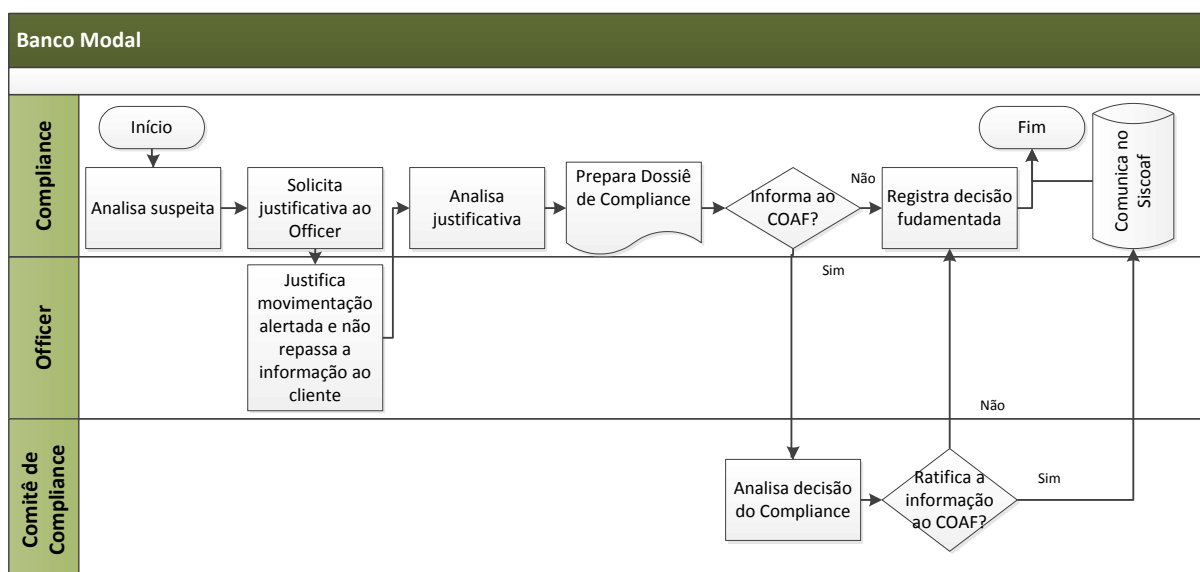 Banco Modal
Compliance
Início
Analisa suspeita
Solicita
justificativa ao
Officer
Analisa
justificativa
Prepara Dossiê
de Compliance
Informa ao
COAF?
Não
Sim
Registra decisão
fudamentada
Fim
Comunica no
Siscoaf
Officer
Justifica
movimentação
alertada e não
repassa a
informação ao
cliente
Comitê de
Compliance
Analisa decisão
do Compliance
Ratifica a
informação
ao COAF?
Não
Sim